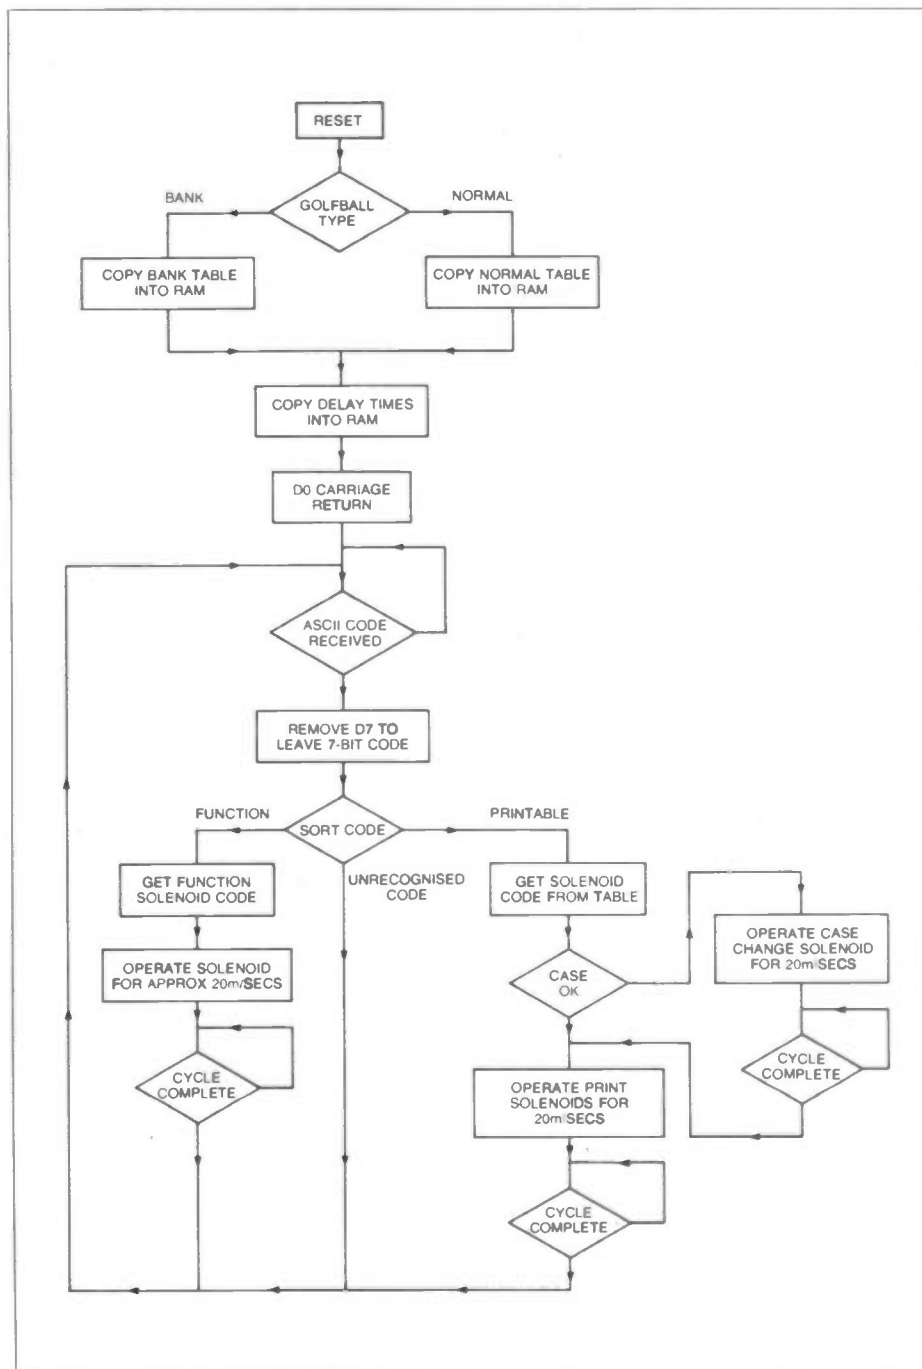 RESET
GOLFBALL
TYPE
BANK
NORMAL
COPY BANK TABLE
INTO RAM
COPY NORMAL TABLE
INTO RAM
COPY DELAY TIMES
INTO RAM
DO CARRIAGE
RETURN
ASCII CODE
RECEIVED
REMOVE D7 TO
LEAVE 7-BIT CODE
SORT CODE
FUNCTION
PRINTABLE
UNRECOGNISED
CODE
GET FUNCTION
SOLENOID CODE
OPERATE SOLENOID
FOR APPROX 20m/SECS
CYCLE
COMPLETE
GET SOLENOID
CODE FROM TABLE
CASE
OK
OPERATE CASE
CHANGE SOLENOID
FOR 20m/SECS
CYCLE
COMPLETE
OPERATE PRINT
SOLENOIDS FOR
20m/SECS
CYCLE
COMPLETE